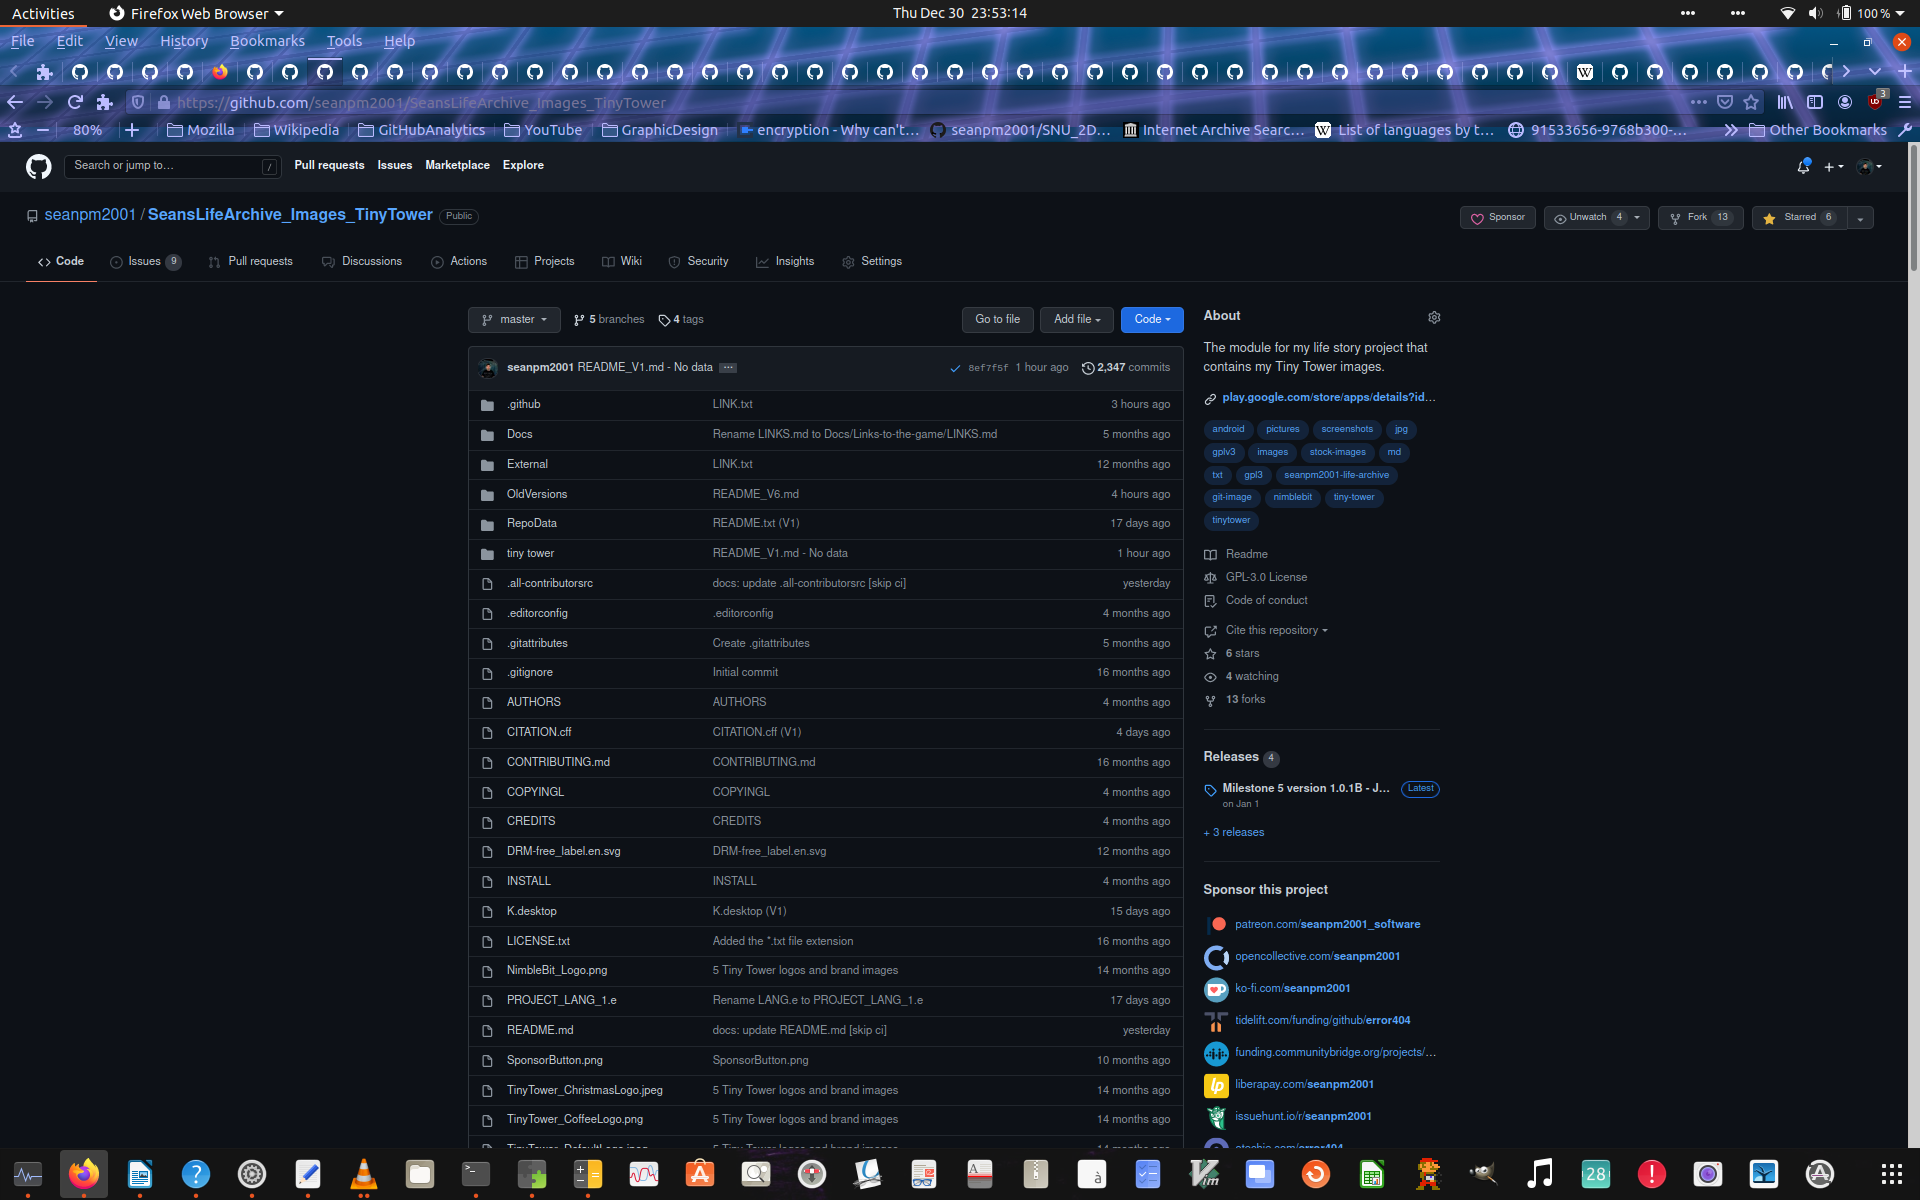 Activities Firefox Web Browser Thu Dec 30 23:53:14 100 %
File Edit View History Bookmarks Tools Help
https://github.com/seanpm2001/SeansLifeArchive_Images_TinyTower 3
80% Mozilla Wikipedia GitHubAnalytics YouTube GraphicDesign encryption - Why can't... seanpm2001/SNU_2D... Internet Archive Searc... List of languages by t... 91533656-9768b300-... Other Bookmarks
Search or jump to... / Pull requests Issues Marketplace Explore
seanpm2001 / SeansLifeArchive_Images_TinyTower Public Sponsor Unwatch 4 Fork 13 Starred 6
Code Issues 9 Pull requests Discussions Actions Projects Wiki Security Insights Settings
master 5 branches 4 tags Go to file Add file Code
seanpm2001 README_V1.md - No data ... 8ef7f5f 1 hour ago 2,347 commits
.github LINK.txt 3 hours ago
Docs Rename LINKS.md to Docs/Links-to-the-game/LINKS.md 5 months ago
External LINK.txt 12 months ago
OldVersions README_V6.md 4 hours ago
RepoData README.txt (V1) 17 days ago
tiny tower README_V1.md - No data 1 hour ago
.all-contributorsrc docs: update .all-contributorsrc [skip ci] yesterday
.editorconfig .editorconfig 4 months ago
.gitattributes Create .gitattributes 5 months ago
.gitignore Initial commit 16 months ago
AUTHORS AUTHORS 4 months ago
CITATION.cff CITATION.cff (V1) 4 days ago
CONTRIBUTING.md CONTRIBUTING.md 16 months ago
COPYINGL COPYINGL 4 months ago
CREDITS CREDITS 4 months ago
DRM-free_label.en.svg DRM-free_label.en.svg 12 months ago
INSTALL INSTALL 4 months ago
K.desktop K.desktop (V1) 15 days ago
LICENSE.txt Added the *.txt file extension 16 months ago
NimbleBit_Logo.png 5 Tiny Tower logos and brand images 14 months ago
PROJECT_LANG_1.e Rename LANG.e to PROJECT_LANG_1.e 17 days ago
README.md docs: update README.md [skip ci] yesterday
SponsorButton.png SponsorButton.png 10 months ago
TinyTower_ChristmasLogo.jpeg 5 Tiny Tower logos and brand images 14 months ago
TinyTower_CoffeeLogo.png 5 Tiny Tower logos and brand images 14 months ago
About
The module for my life story project that
contains my Tiny Tower images.
play.google.com/store/apps/details?id...
android pictures screenshots jpg
gplv3 images stock-images md
txt gpl3 seanpm2001-life-archive
git-image nimblebit tiny-tower
tinytower
Readme
GPL-3.0 License
Code of conduct
Cite this repository
6 stars
4 watching
13 forks
Releases 4
Milestone 5 version 1.0.1B - J... Latest
on Jan 1
+ 3 releases
Sponsor this project
patreon.com/seanpm2001_software
opencollective.com/seanpm2001
ko-fi.com/seanpm2001
tidelift.com/funding/github/error404
funding.communitybridge.org/projects/...
liberapay.com/seanpm2001
issuehunt.io/r/seanpm2001
28